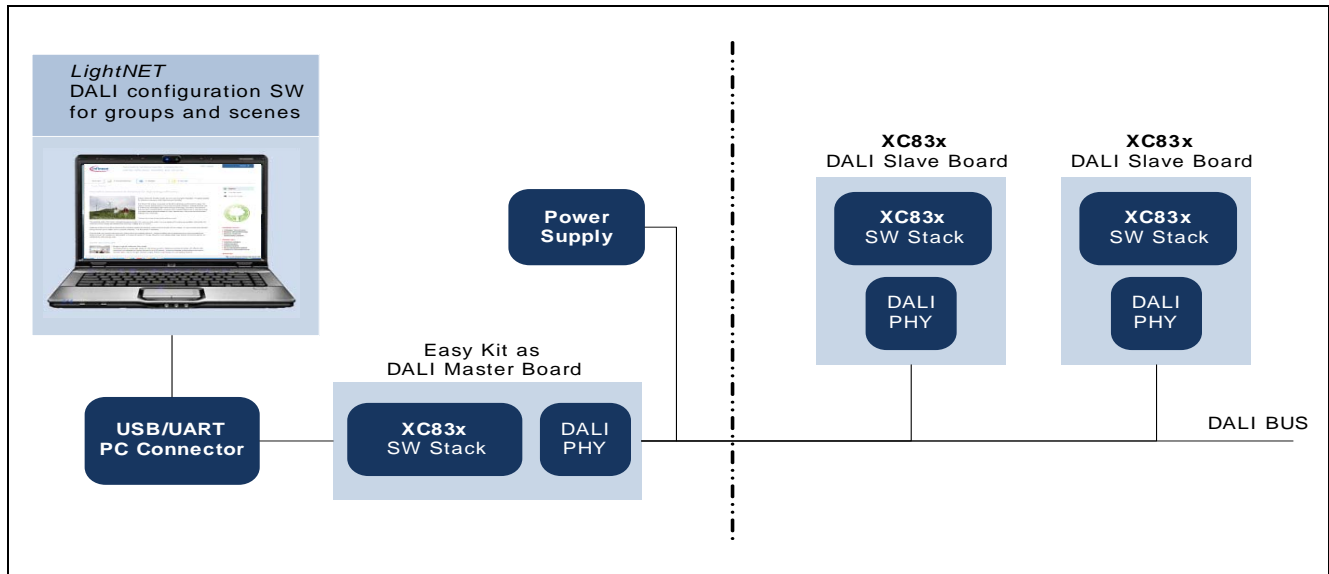 LightNET
DALI configuration SW
for groups and scenes
Power
Supply
XC83x
DALI Slave Board
XC83x
SW Stack
DALI
PHY
XC83x
DALI Slave Board
XC83x
SW Stack
DALI
PHY
Easy Kit as
DALI Master Board
USB/UART
PC Connector
XC83x
SW Stack
DALI
PHY
DALI BUS